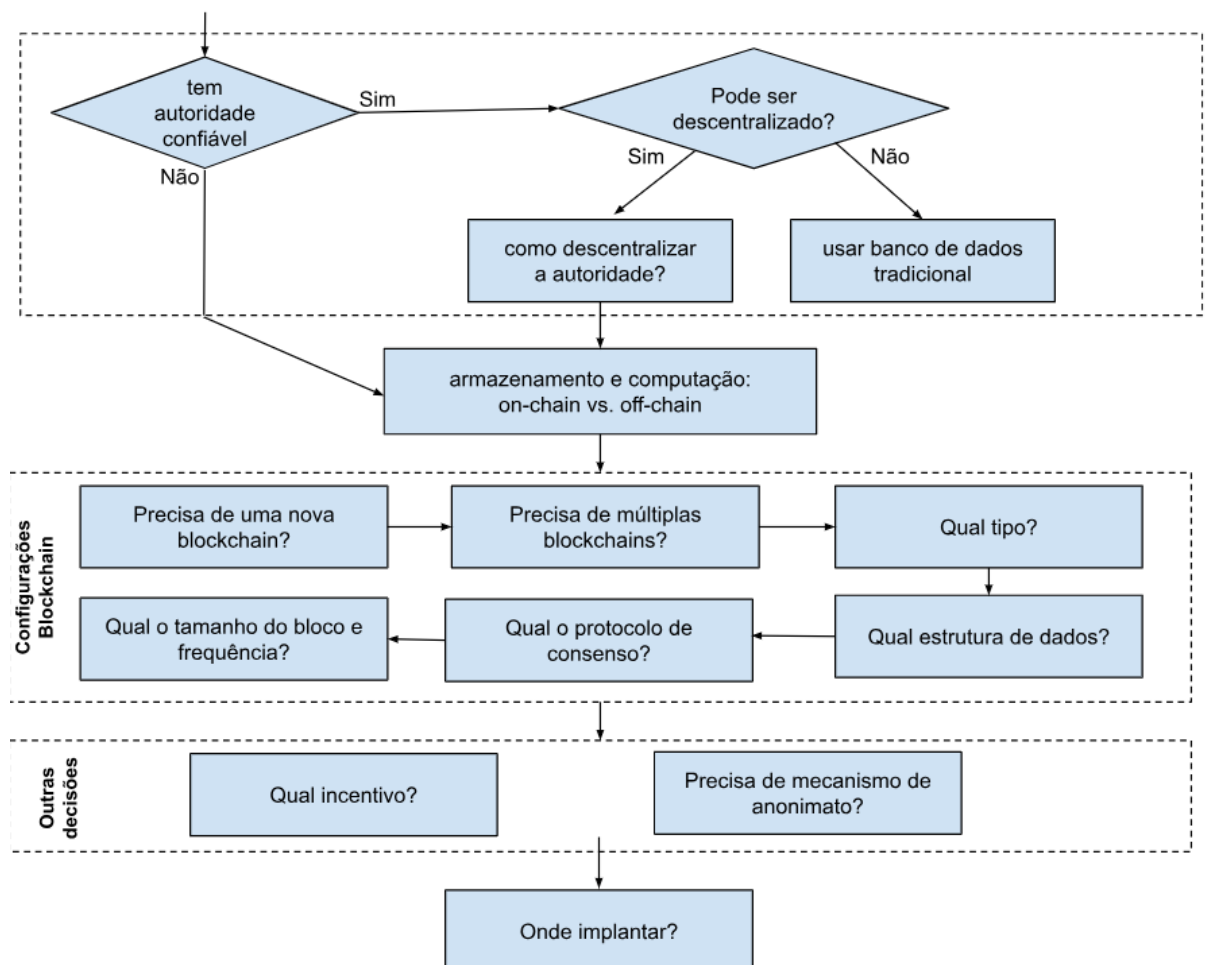 tem
autoridade
confiável
Sim
Pode ser
descentralizado?
Não
Sim
Não
como descentralizar
a autoridade?
usar banco de dados
tradicional
armazenamento e computação:
on-chain vs. off-chain
Configurações
Blockchain
Precisa de uma nova
blockchain?
Precisa de múltiplas
blockchains?
Qual tipo?
Qual estrutura de dados?
Qual o protocolo de
consenso?
Qual o tamanho do bloco e
frequência?
Outras
decisões
Qual incentivo?
Precisa de mecanismo de
anonimato?
Onde implantar?